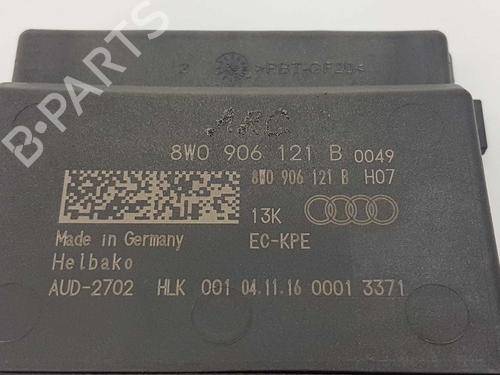 >PBT-GF20<
ARC
8W0 906 121 B 0049
8W0 906 121 B H07
13K
Made in Germany EC-KPE
Helbako
AUD-2702 HLK 001 04.11.16 0001 3371
B-PARTS